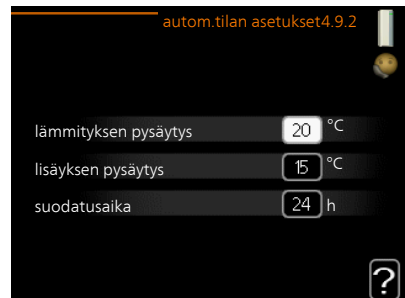 autom.tilan asetukset4.9.2
lämmityksen pysäytys 20 °C
lisäyksen pysäytys 15 °C
suodatusaika 24 h
?